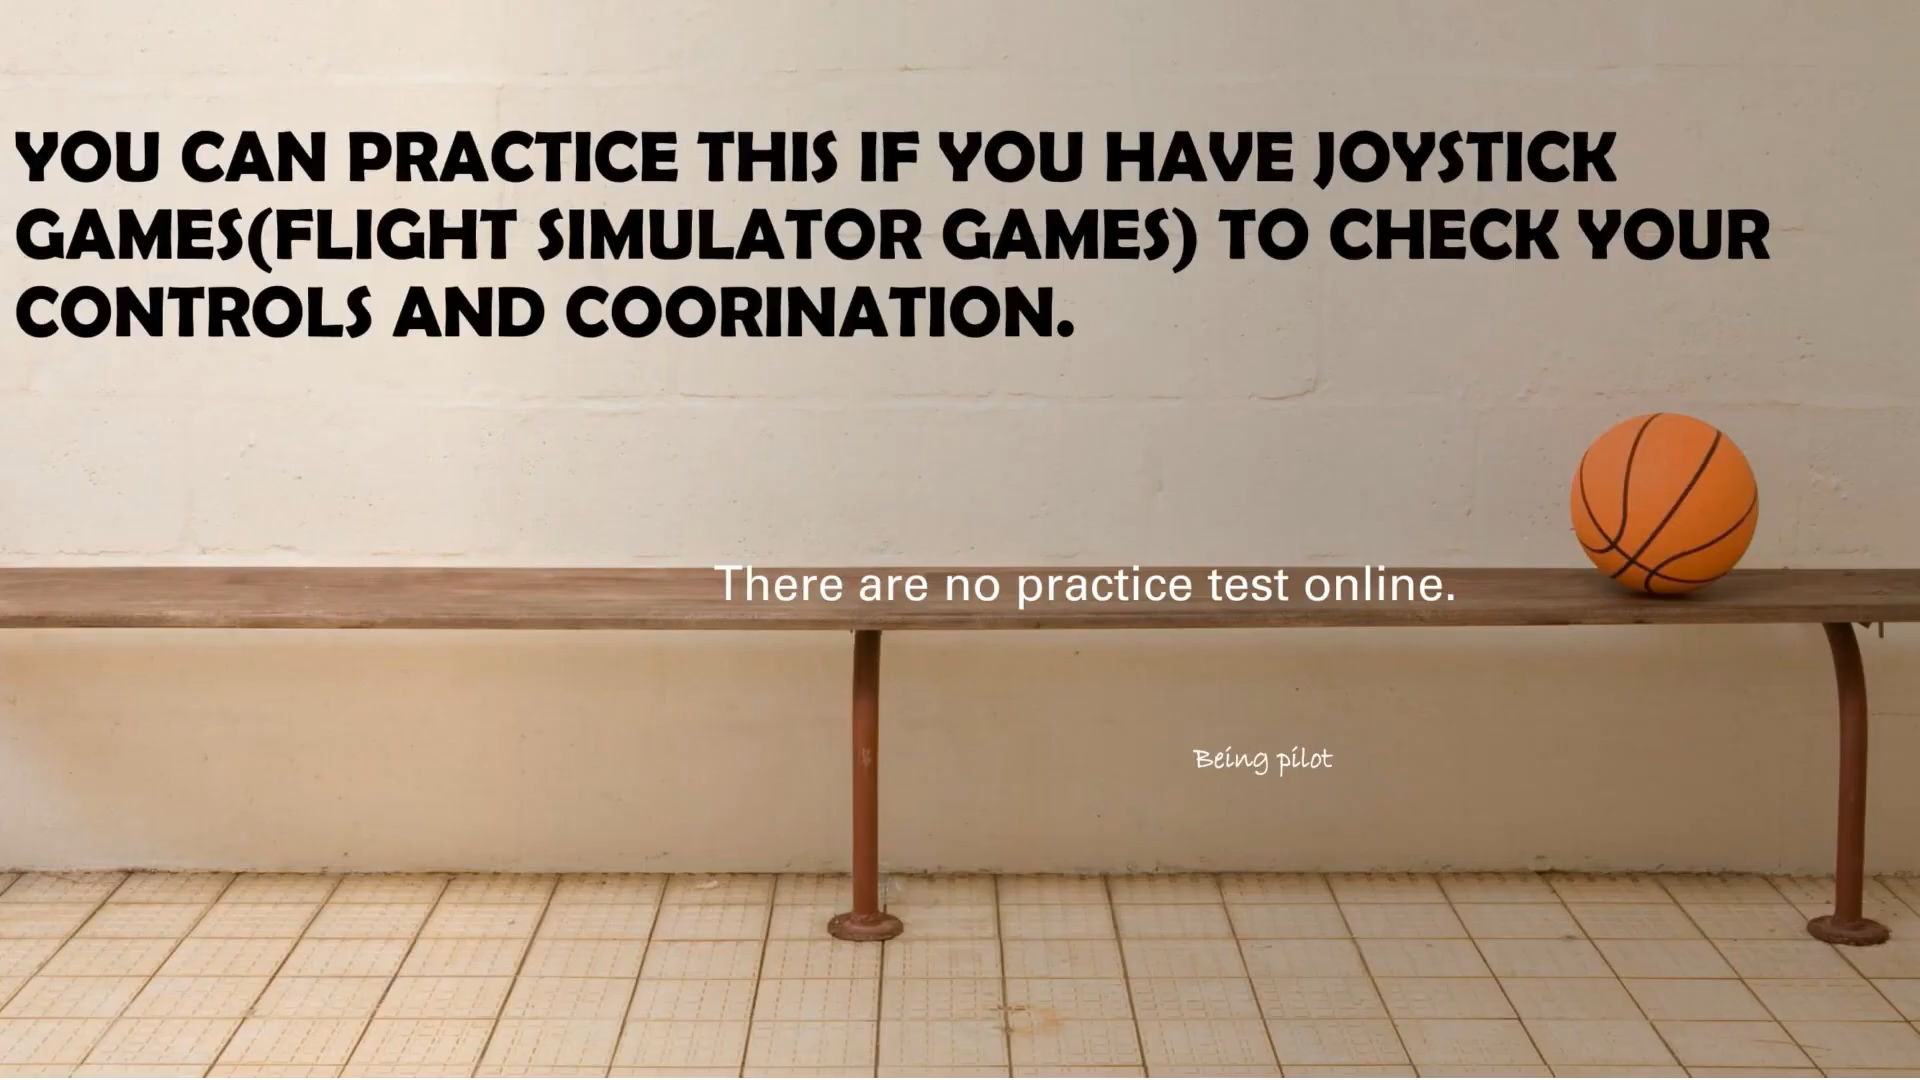 YOU CAN PRACTICE THIS IF YOU HAVE JOYSTICK
GAMES(FLIGHT SIMULATOR GAMES) TO CHECK YOUR
CONTROLS AND COORINATION.
There are no practice test online.
Being pilot